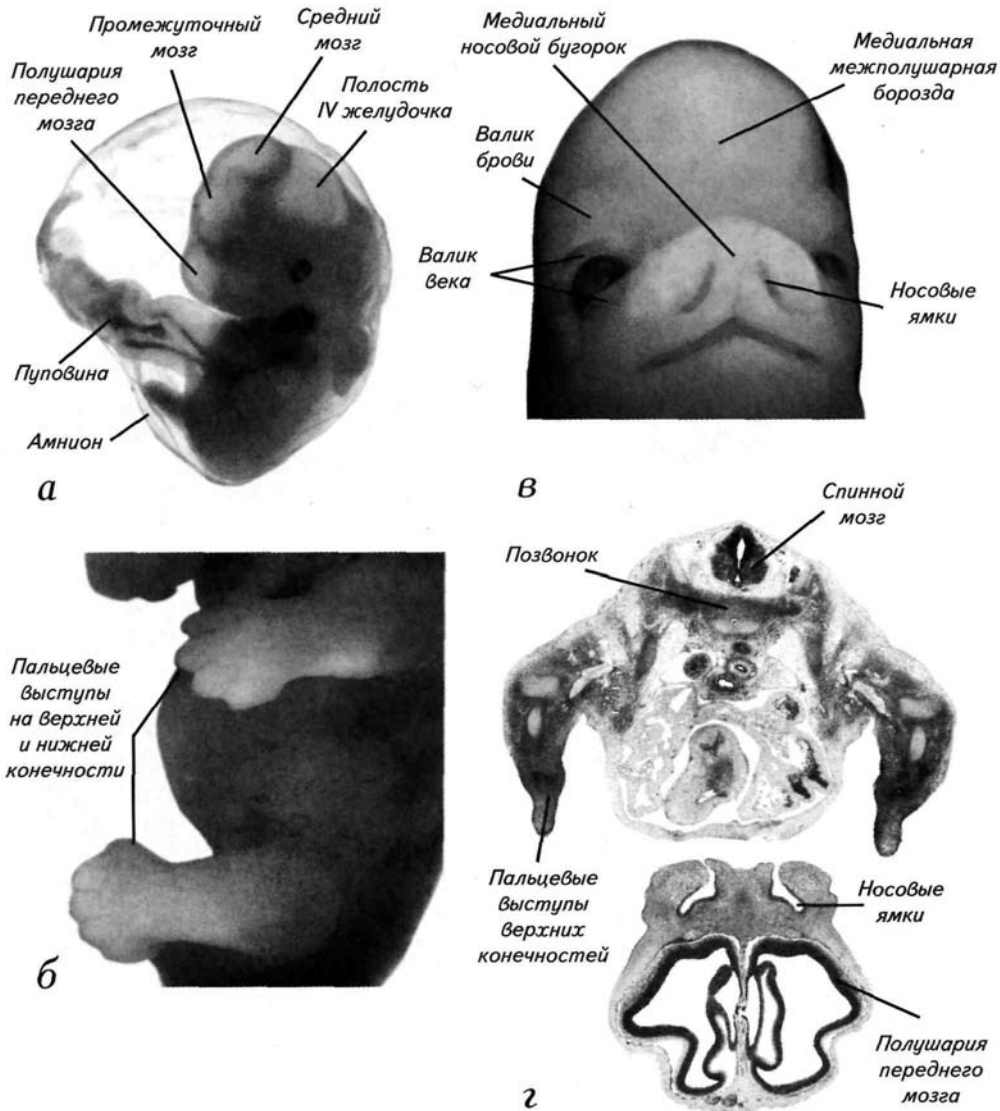 Промежуточный
мозг
Средний
мозг
Полушария
переднего
мозга
Полость
IV желудочка
Пуповина
Амнион
а
Медиальный
носовой бугорок
Медиальная
межполушарная
борозда
Валик
брови
Валик
века
Носовые
ямки
в
Пальцевые
выступы
на верхней
и нижней
конечности
б
Спинной
мозг
Позвонок
Пальцевые
выступы
верхних
конечностей
Носовые
ямки
Полушария
переднего
мозга
г